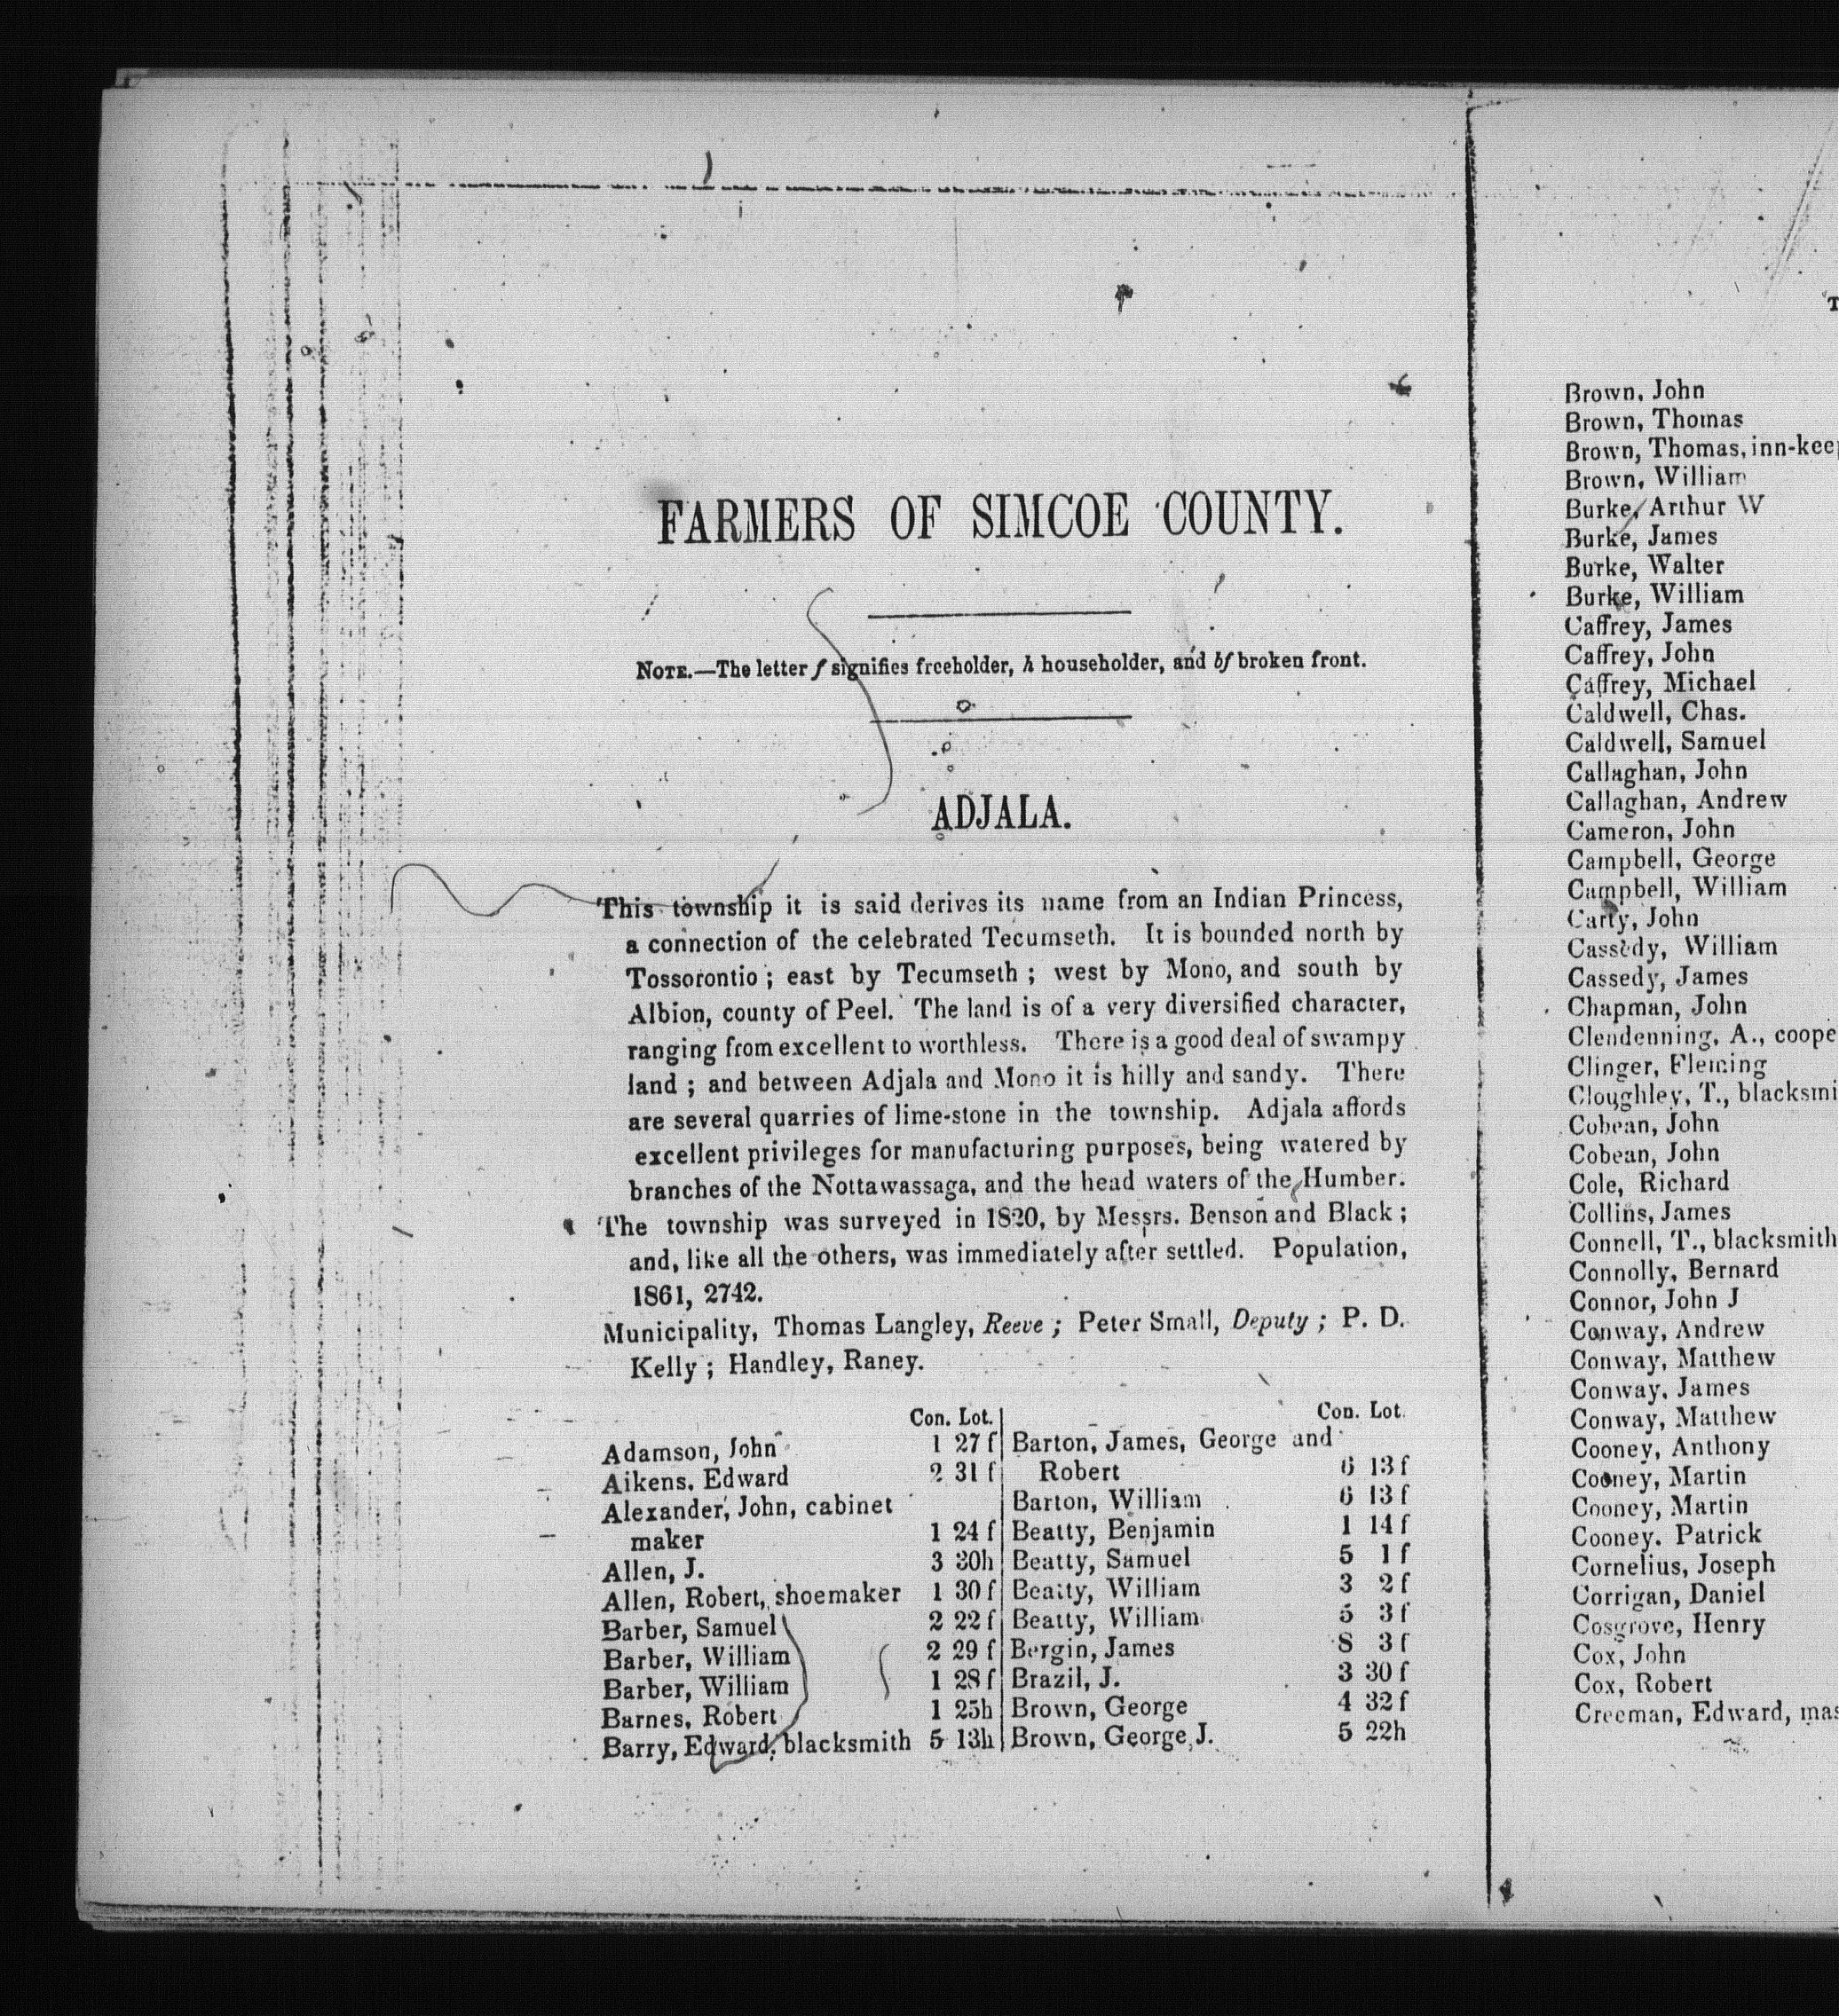 FARMERS OF SIMCOE COUNTY.
NOTE.—The letter f signifies freeholder, h householder, and bf broken front.
ADJALA.
This township it is said derives its name from an Indian Princess,
a connection of the celebrated Tecumseth. It is bounded north by
Tossorontio; east by Tecumseth; west by Mono, and south by
Albion, county of Peel. The land is of a very diversified character,
ranging from excellent to worthless. There is a good deal of swampy
land; and between Adjala and Mono it is hilly and sandy. There
are several quarries of lime-stone in the township. Adjala affords
excellent privileges for manufacturing purposes, being watered by
branches of the Nottawassaga, and the head waters of the Humber.
The township was surveyed in 1820, by Messrs. Benson and Black;
and, like all the others, was immediately after settled. Population,
1861, 2742.
Municipality, Thomas Langley, Reeve; Peter Small, Deputy; P. D.
Kelly; Handley, Raney.
Con. Lot.
Adamson, John 1 27 f
Aikens, Edward 2 31 f
Alexander, John, cabinet
maker 1 24 f
Allen, J. 3 30h
Allen, Robert, shoemaker 1 30 f
Barber, Samuel 2 22 f
Barber, William 2 29 f
Barber, William 1 28 f
Barnes, Robert 1 25h
Barry, Edward, blacksmith 5 13h
Con. Lot.
Barton, James, George and
Robert 6 13 f
Barton, William 6 13 f
Beatty, Benjamin 1 14 f
Beatty, Samuel 5 1 f
Beatty, William 3 2 f
Beatty, William 5 3 f
Bergin, James 8 3 f
Brazil, J. 3 30 f
Brown, George 4 32 f
Brown, George J. 5 22h
Brown, John
Brown, Thomas
Brown, Thomas, inn-kee
Brown, William
Burke, Arthur W
Burke, James
Burke, Walter
Burke, William
Caffrey, James
Caffrey, John
Caffrey, Michael
Caldwell, Chas.
Caldwell, Samuel
Callaghan, John
Callaghan, Andrew
Cameron, John
Campbell, George
Campbell, William
Carty, John
Cassedy, William
Cassedy, James
Chapman, John
Clendenning, A., coope
Clinger, Fleming
Cloughley, T., blacksmi
Cobean, John
Cobean, John
Cole, Richard
Collins, James
Connell, T., blacksmith
Connolly, Bernard
Connor, John J
Conway, Andrew
Conway, Matthew
Conway, James
Conway, Matthew
Cooney, Anthony
Cooney, Martin
Cooney, Martin
Cooney. Patrick
Cornelius, Joseph
Corrigan, Daniel
Cosgrove, Henry
Cox, John
Cox, Robert
Creeman, Edward, mas